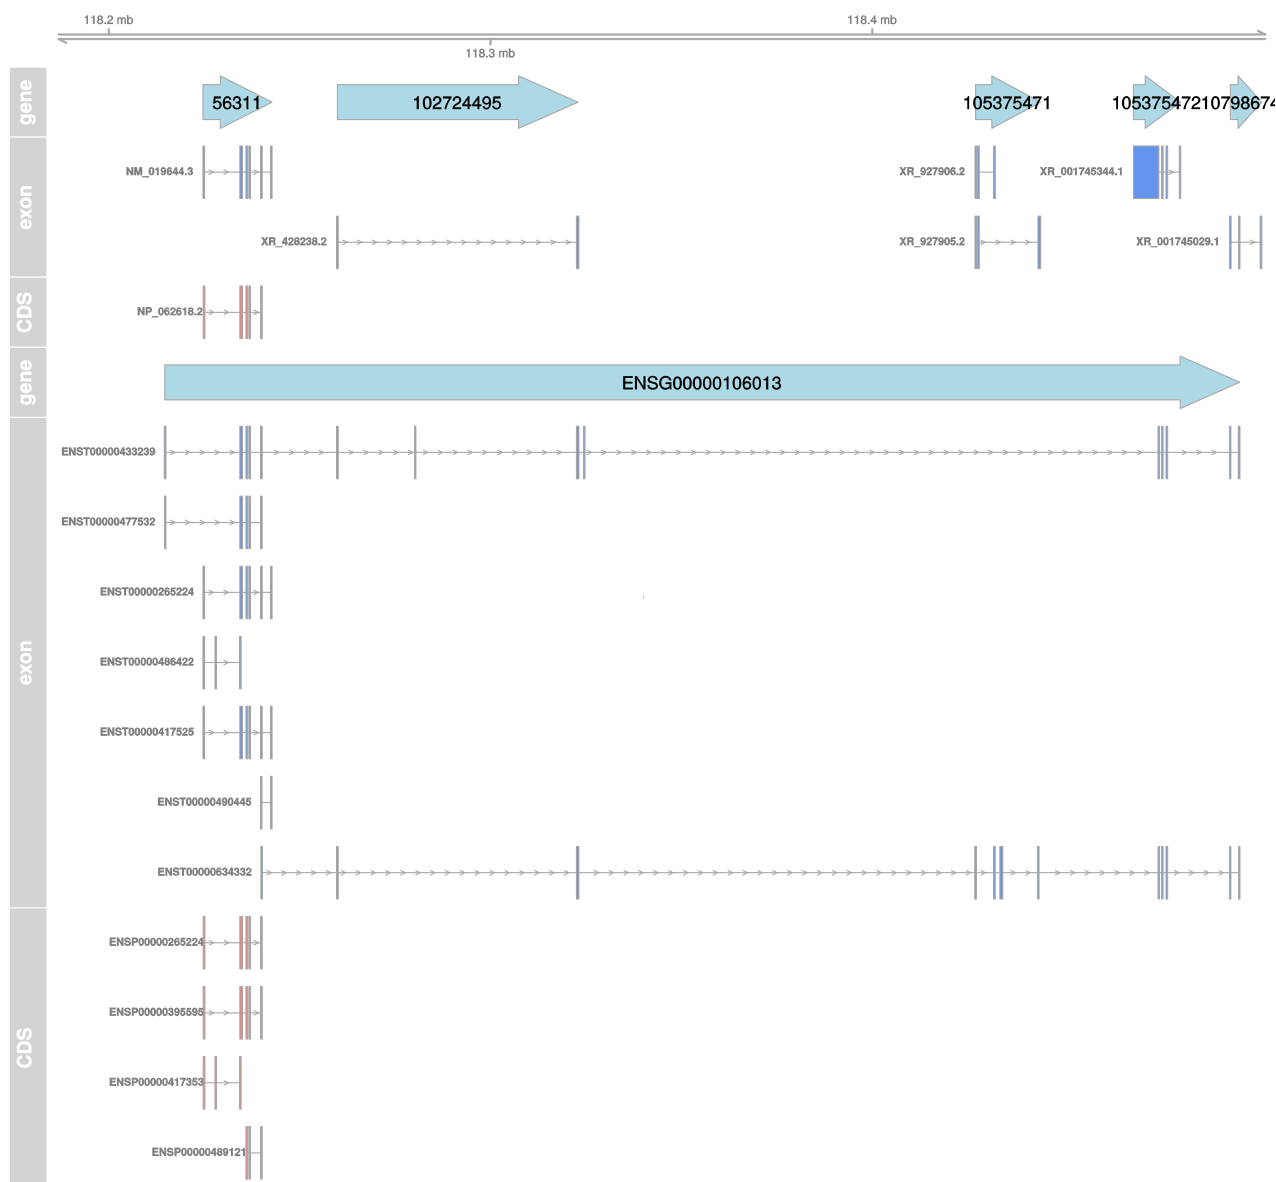 118.2 mb
118.4 mb
118.3 mb
gene
56311
102724495
105375471
105375472
10798674
exon
NM_019644.3
XR_927906.2
XR_001745344.1
XR_428238.2
XR_927905.2
XR_001745029.1
CDS
NP_062618.2
gene
ENSG00000106013
exon
ENST00000433239
ENST00000477532
ENST00000265224
ENST00000486422
ENST00000417525
ENST00000490445
ENST00000634332
CDS
ENSP00000265224
ENSP00000395595
ENSP00000417353
ENSP00000489121